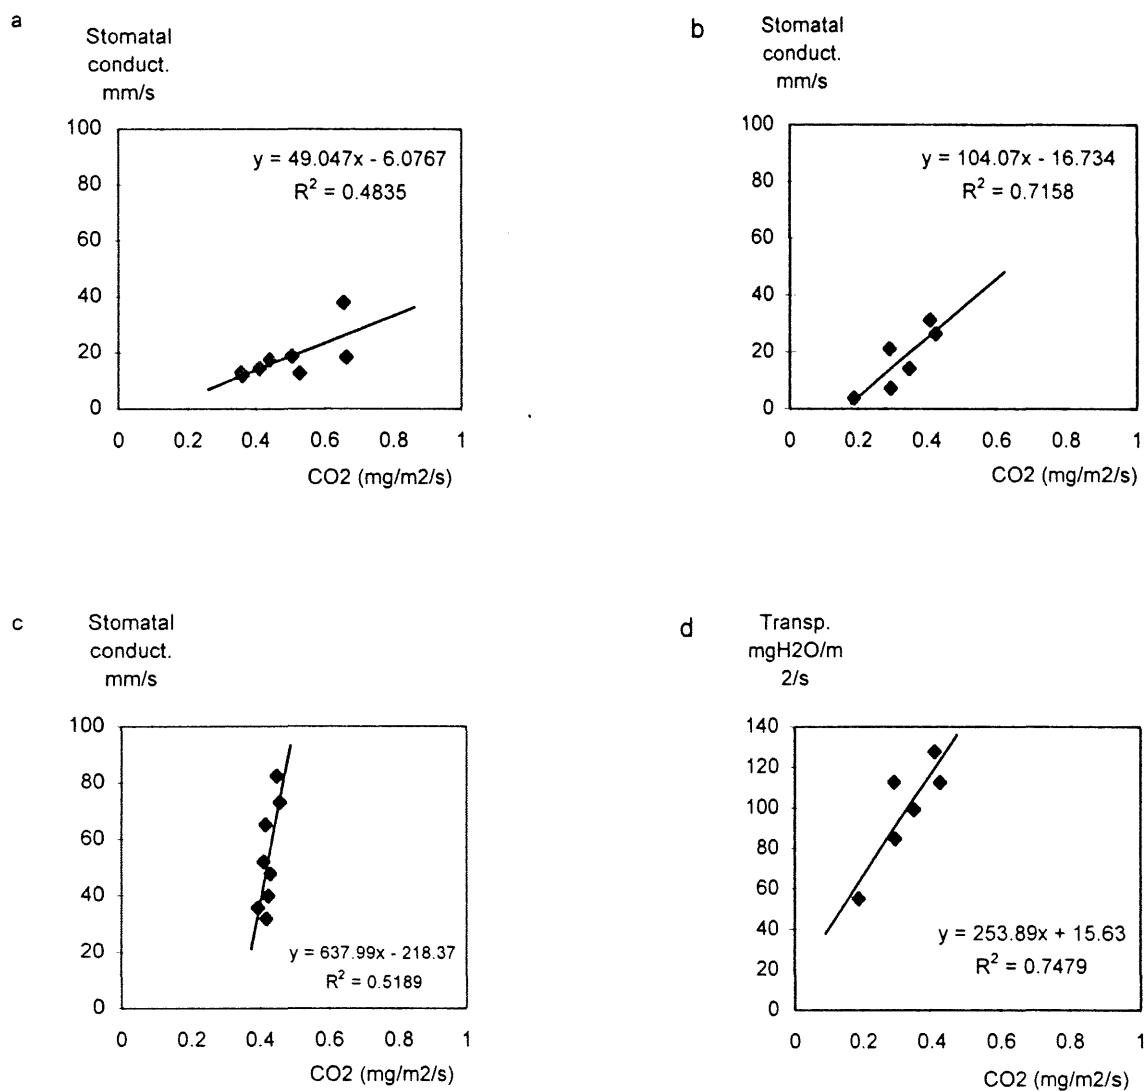 a
Stomatal
conduct.
mm/s
100
80
60
40
20
0
y = 49.047x - 6.0767
R² = 0.4835
0 0.2 0.4 0.6 0.8 1
CO2 (mg/m2/s)
b
Stomatal
conduct.
mm/s
100
80
60
40
20
0
y = 104.07x - 16.734
R² = 0.7158
0 0.2 0.4 0.6 0.8 1
CO2 (mg/m2/s)
c
Stomatal
conduct.
mm/s
100
80
60
40
20
0
y = 637.99x - 218.37
R² = 0.5189
0 0.2 0.4 0.6 0.8 1
CO2 (mg/m2/s)
d
Transp.
mgH2O/m
2/s
140
120
100
80
60
40
20
0
y = 253.89x + 15.63
R² = 0.7479
0 0.2 0.4 0.6 0.8 1
CO2 (mg/m2/s)